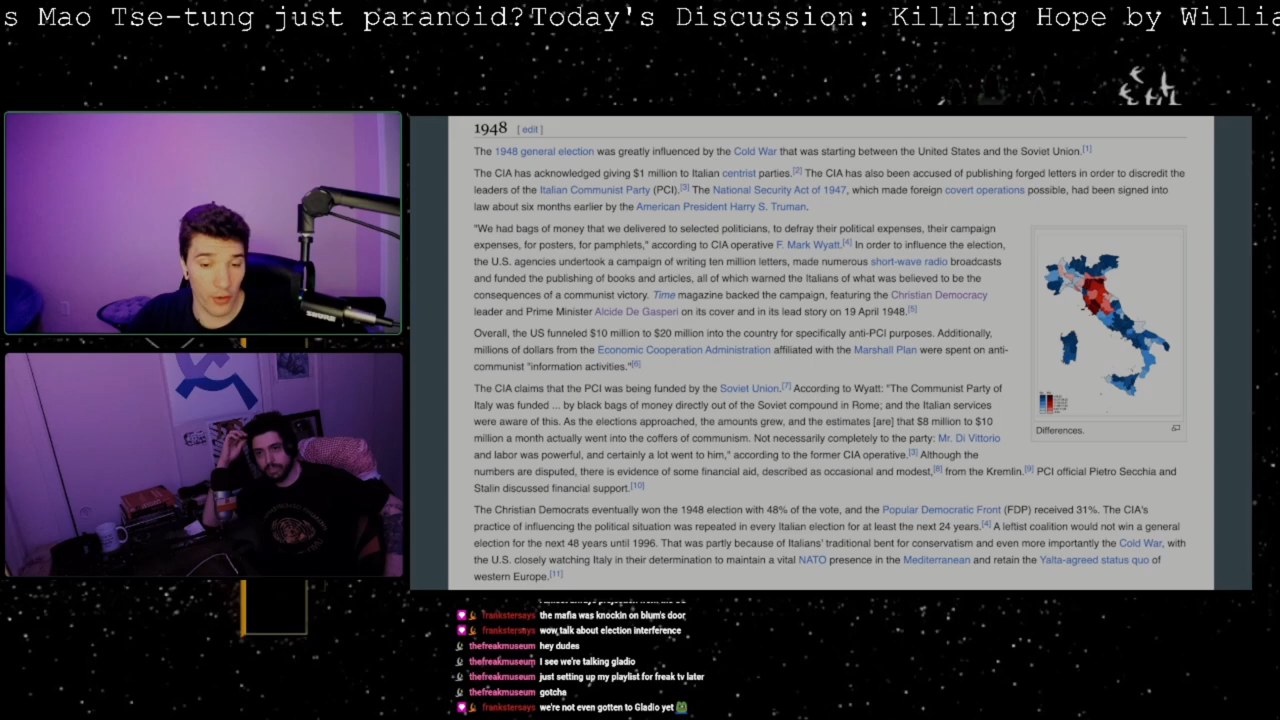 s Mao Tse-tung just paranoid?Today's Discussion: Killing Hope by Willia
1948 [ edit ]
The 1948 general election was greatly influenced by the Cold War that was starting between the United States and the Soviet Union.[1]
The CIA has acknowledged giving $1 million to Italian centrist parties.[2] The CIA has also been accused of publishing forged letters in order to discredit the
leaders of the Italian Communist Party (PCI).[3] The National Security Act of 1947, which made foreign covert operations possible, had been signed into
law about six months earlier by the American President Harry S. Truman.
"We had bags of money that we delivered to selected politicians, to defray their political expenses, their campaign
expenses, for posters, for pamphlets," according to CIA operative F. Mark Wyatt.[4] In order to influence the election,
the U.S. agencies undertook a campaign of writing ten million letters, made numerous short-wave radio broadcasts
and funded the publishing of books and articles, all of which warned the Italians of what was believed to be the
consequences of a communist victory. Time magazine backed the campaign, featuring the Christian Democracy
leader and Prime Minister Alcide De Gasperi on its cover and in its lead story on 19 April 1948.[5]
Overall, the US funneled $10 million to $20 million into the country for specifically anti-PCI purposes. Additionally,
millions of dollars from the Economic Cooperation Administration affiliated with the Marshall Plan were spent on anti-
communist "information activities."[6]
The CIA claims that the PCI was being funded by the Soviet Union.[7] According to Wyatt: "The Communist Party of
Italy was funded ... by black bags of money directly out of the Soviet compound in Rome; and the Italian services
were aware of this. As the elections approached, the amounts grew, and the estimates [are] that $8 million to $10
million a month actually went into the coffers of communism. Not necessarily completely to the party: Mr. Di Vittorio
and labor was powerful, and certainly a lot went to him," according to the former CIA operative.[3] Although the
numbers are disputed, there is evidence of some financial aid, described as occasional and modest,[8] from the Kremlin.[9] PCI official Pietro Secchia and
Stalin discussed financial support.[10]
The Christian Democrats eventually won the 1948 election with 48% of the vote, and the Popular Democratic Front (FDP) received 31%. The CIA's
practice of influencing the political situation was repeated in every Italian election for at least the next 24 years.[4] A leftist coalition would not win a general
election for the next 48 years until 1996. That was partly because of Italians' traditional bent for conservatism and even more importantly the Cold War, with
the U.S. closely watching Italy in their determination to maintain a vital NATO presence in the Mediterranean and retain the Yalta-agreed status quo of
western Europe.[11]
Differences.
SHURE
frankstersays the mafia was knockin on blum's door
frankstersays wow talk about election interference
thefreakmuseum hey dudes
thefreakmuseum I see we're talking gladio
thefreakmuseum just setting up my playlist for freak tv later
thefreakmuseum gotcha
frankstersays we're not even gotten to Gladio yet